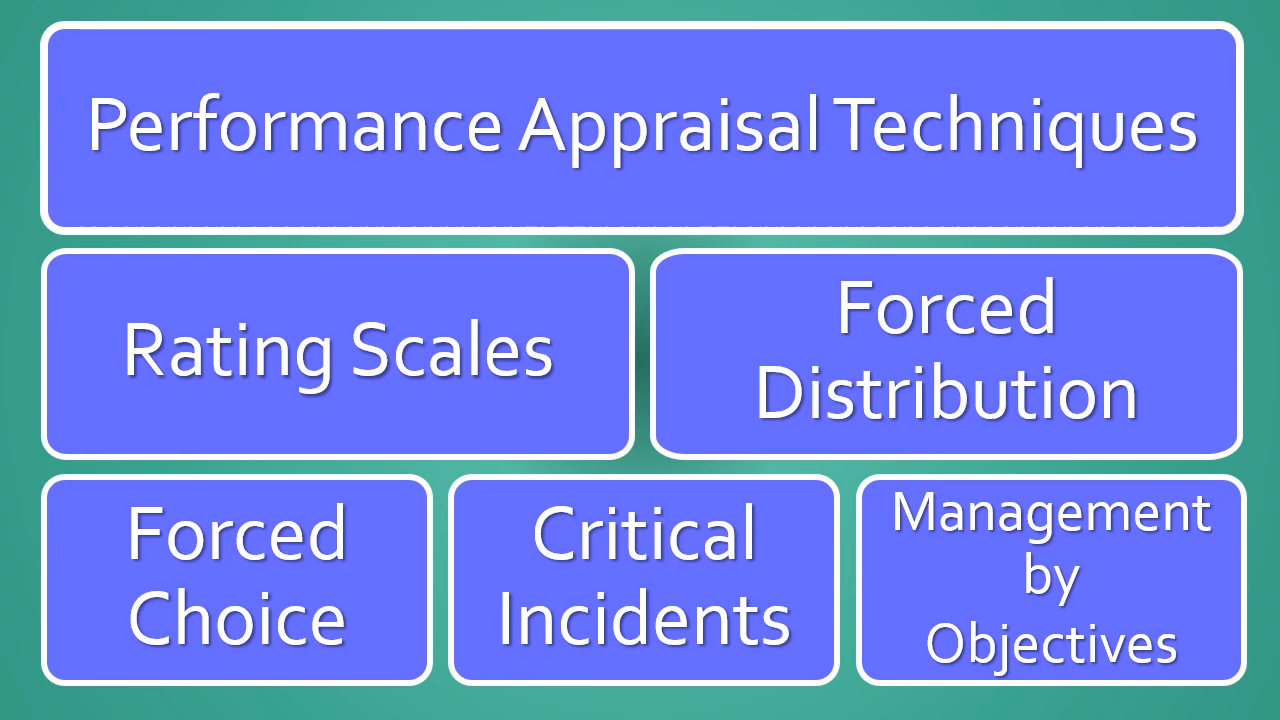 Performance Appraisal Techniques
Rating Scales
Forced
Distribution
Forced
Choice
Critical
Incidents
Management
by
Objectives